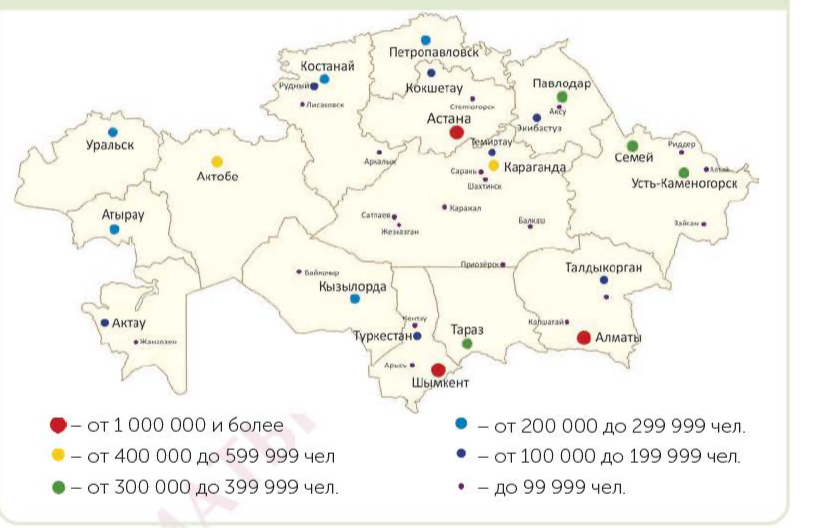 Петропавловск
Костанай
Рудный
Кокшетау
Лисаковск
Степногорск
Павлодар
Аксу
Астана
Экибастуз
Уральск
Темиртау
Риддер
Семей
Аркалык
Караганда
Сарань
Алтай
Актобе
Шахтинск
Усть-Каменогорск
Атырау
Каражал
Сатпаев
Балхаш
Зайсан
Жезказган
Приозёрск
Талдыкорган
Байконыр
Кызылорда
Актау
Кентау
Капшагай
Жанаозен
Туркестан
Тараз
Алматы
Арысь
Шымкент
– от 1 000 000 и более
– от 400 000 до 599 999 чел
– от 300 000 до 399 999 чел.
– от 200 000 до 299 999 чел.
– от 100 000 до 199 999 чел.
– до 99 999 чел.